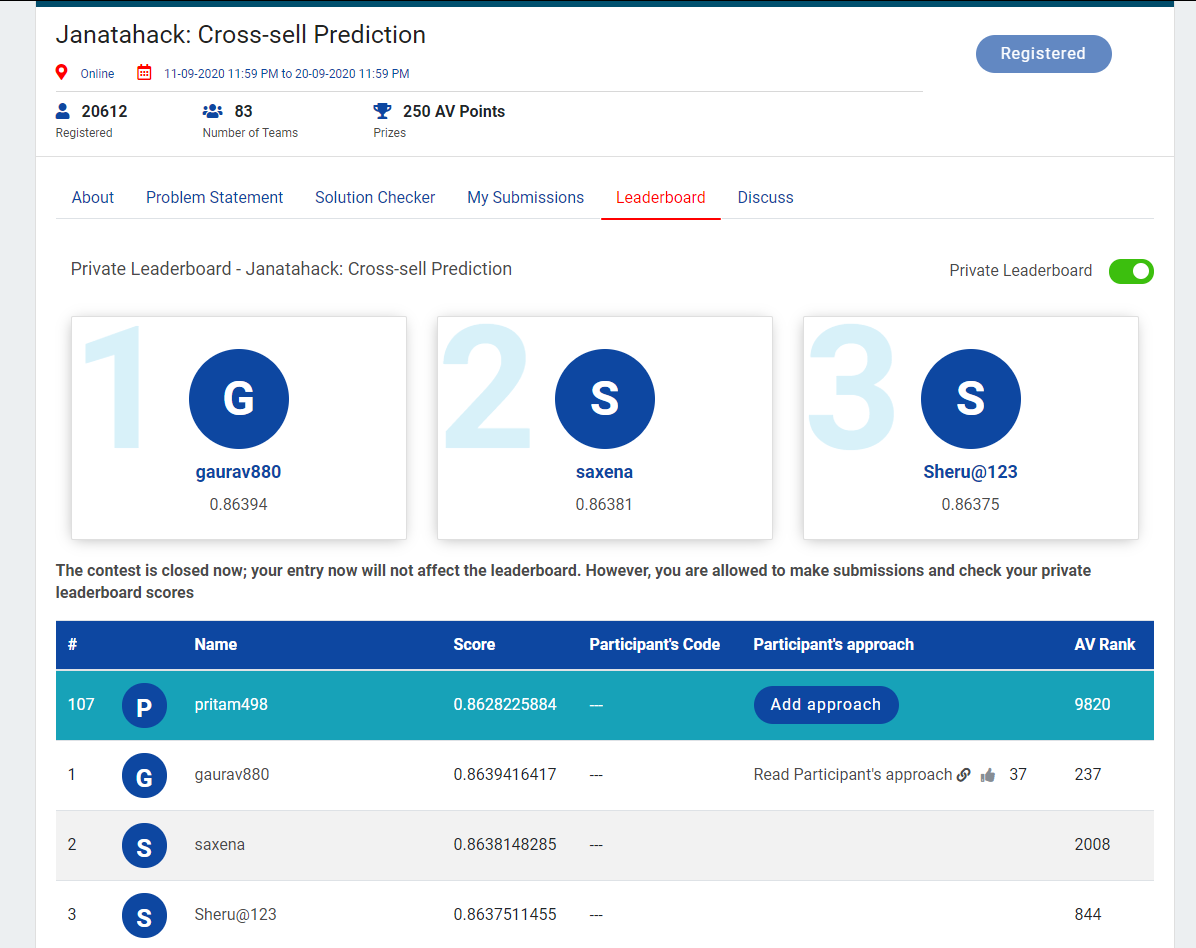 Janatahack: Cross-sell Prediction
Registered
Online 11-09-2020 11:59 PM to 20-09-2020 11:59 PM
20612 83 250 AV Points
Registered Number of Teams Prizes
About Problem Statement Solution Checker My Submissions Leaderboard Discuss
Private Leaderboard - Janatahack: Cross-sell Prediction Private Leaderboard
1 2 3
G S S
gaurav880 saxena Sheru@123
0.86394 0.86381 0.86375
The contest is closed now; your entry now will not affect the leaderboard. However, you are allowed to make submissions and check your private
leaderboard scores
# Name Score Participant's Code Participant's approach AV Rank
107 P pritam498 0.8628225884 --- Add approach 9820
1 G gaurav880 0.8639416417 --- Read Participant's approach 37 237
2 S saxena 0.8638148285 --- 2008
3 S Sheru@123 0.8637511455 --- 844